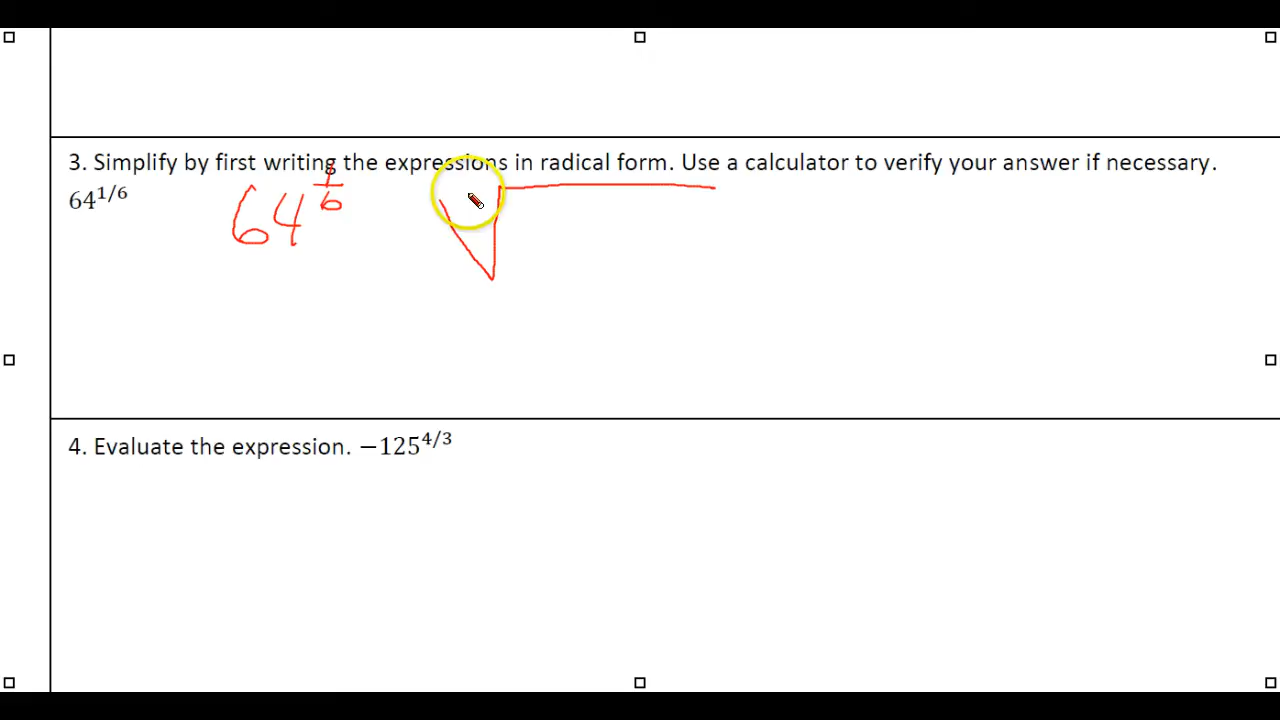 3. Simplify by first writing the expressions in radical form. Use a calculator to verify your answer if necessary.
64^{1/6}
64^{1/6}
4. Evaluate the expression. −125^{4/3}